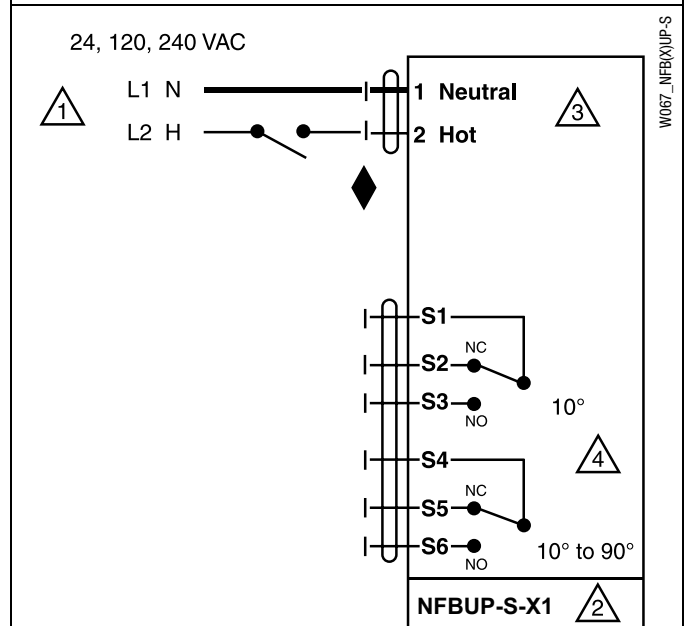 24, 120, 240 VAC
W067_NFB(X)UP-S
1
L1 N
1 Neutral
3
L2 H
2 Hot
S1
NC
S2
S3
10°
NO
S4
4
NC
S5
S6
10° to 90°
NO
NFBUP-S-X1
2